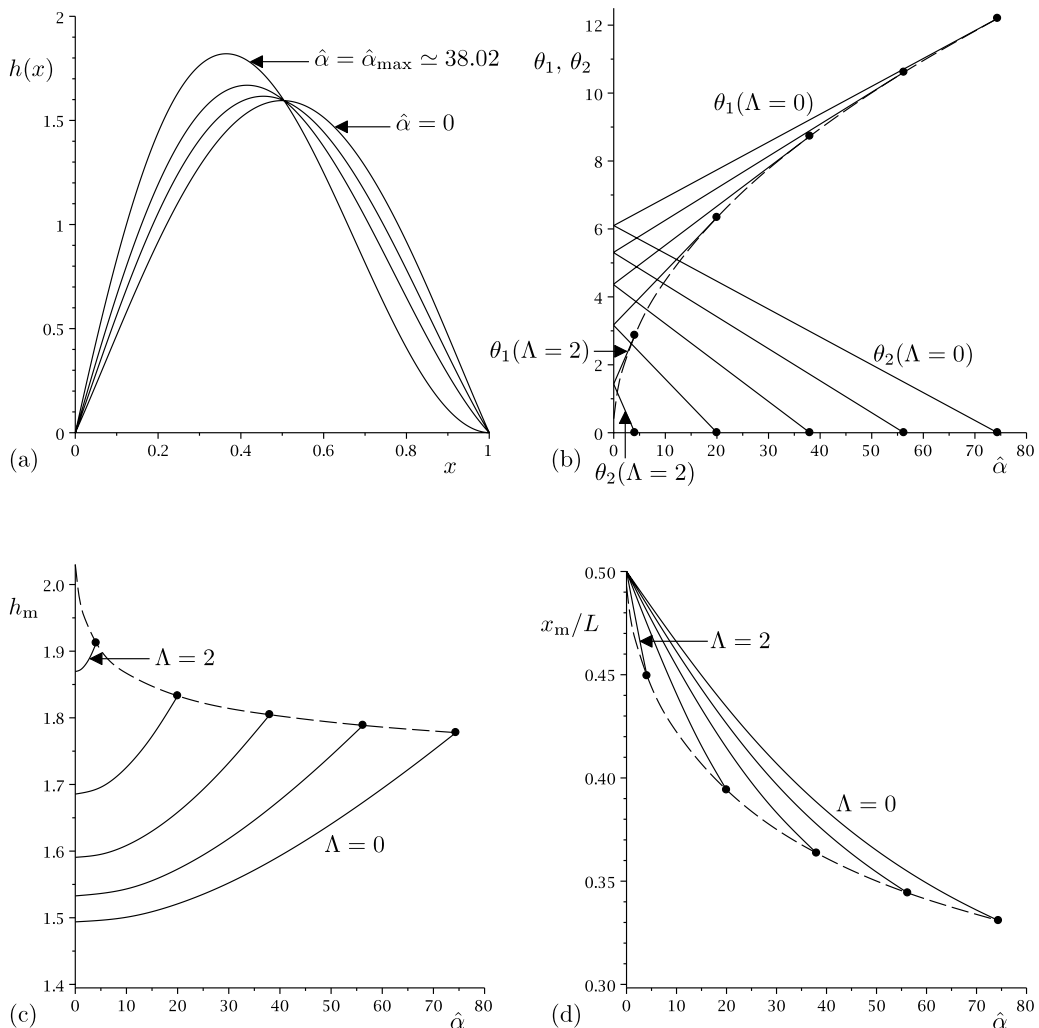 2
h(x)
α̂ = α̂max ≃ 38.02
1.5
α̂ = 0
1
0.5
0
0 0.2 0.4 0.6 0.8 1
(a)
x
12
θ1, θ2
10
θ1(Λ = 0)
8
6
4
θ1(Λ = 2)
θ2(Λ = 0)
2
0
0 10 20 30 40 50 60 70 80
(b)
θ2(Λ = 2)
α̂
2.0
hm
1.9
Λ = 2
1.8
1.7
Λ = 0
1.6
1.5
1.4
0 10 20 30 40 50 60 70 80
(c)
α̂
0.50
xm/L
Λ = 2
0.45
0.40
Λ = 0
0.35
0.30
0 10 20 30 40 50 60 70 80
(d)
α̂